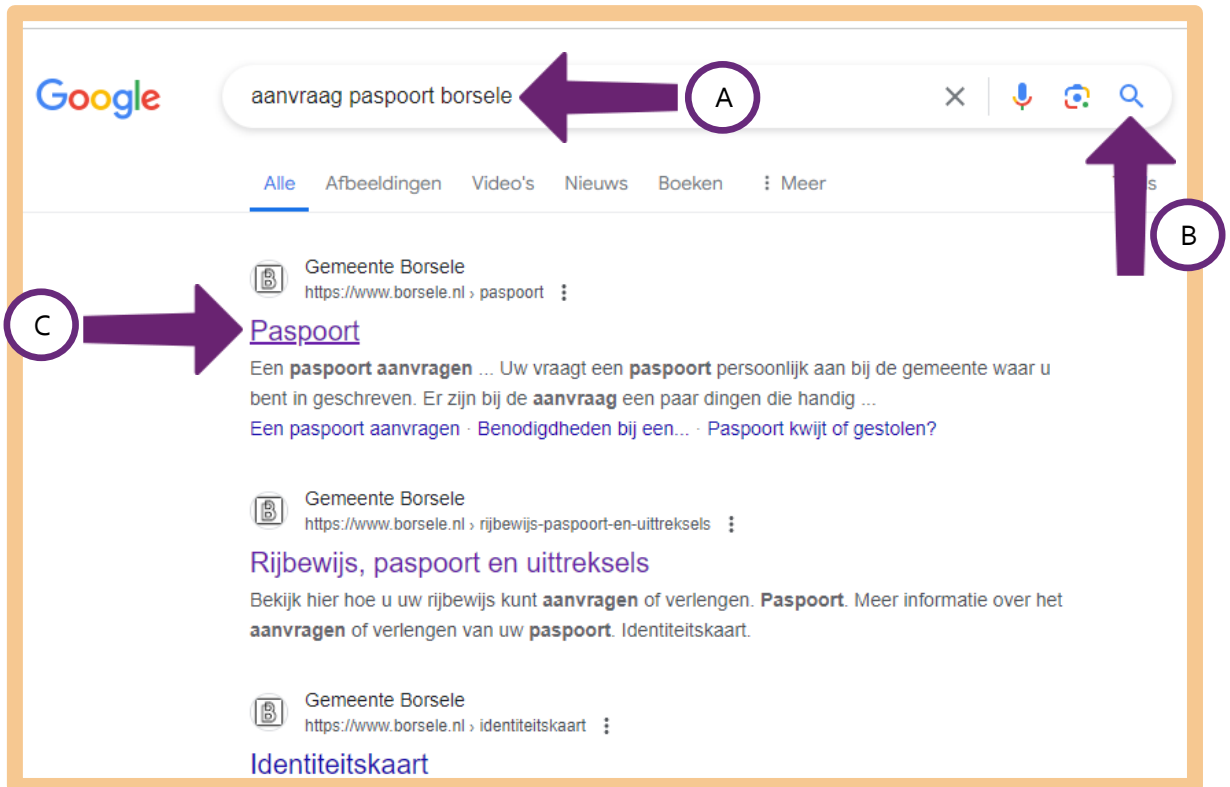 Google
aanvraag paspoort borsele
A
Alle Afbeeldingen Video's Nieuws Boeken Meer
B
Gemeente Borsele
https://www.borsele.nl › paspoort
C
Paspoort
Een paspoort aanvragen ... Uw vraagt een paspoort persoonlijk aan bij de gemeente waar u
bent in geschreven. Er zijn bij de aanvraag een paar dingen die handig ...
Een paspoort aanvragen · Benodigdheden bij een... · Paspoort kwijt of gestolen?
Gemeente Borsele
https://www.borsele.nl › rijbewijs-paspoort-en-uittreksels
Rijbewijs, paspoort en uittreksels
Bekijk hier hoe u uw rijbewijs kunt aanvragen of verlengen. Paspoort. Meer informatie over het
aanvragen of verlengen van uw paspoort. Identiteitskaart.
Gemeente Borsele
https://www.borsele.nl › identiteitskaart
Identiteitskaart